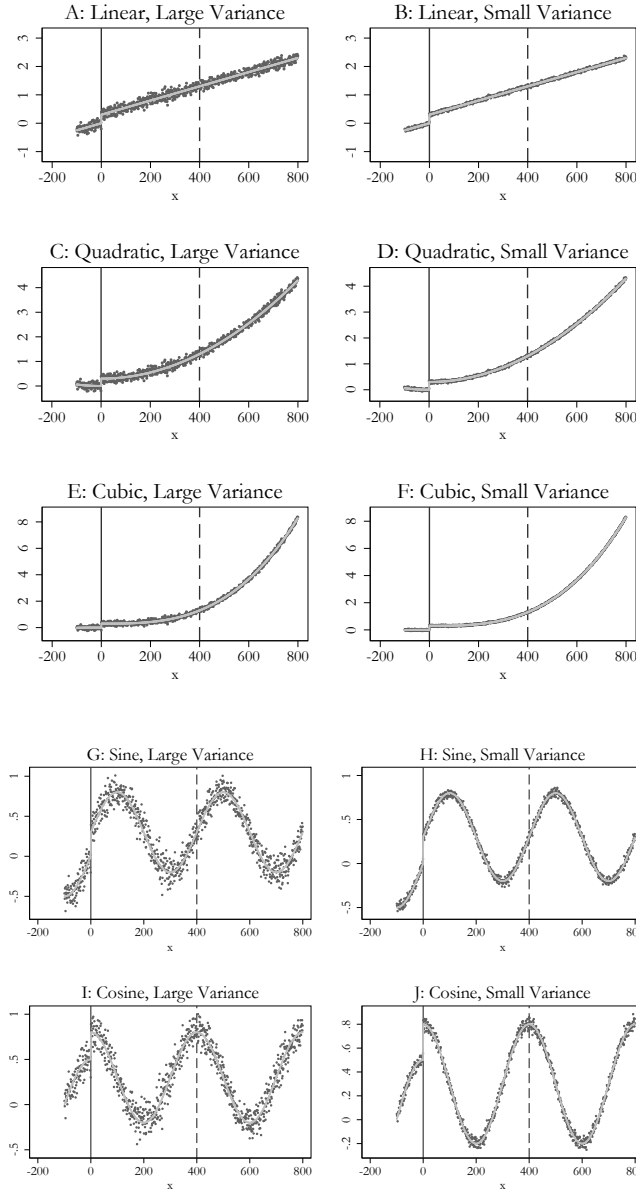 A: Linear, Large Variance
3
2
1
0
-1
-200 0 200 400 600 800
x
B: Linear, Small Variance
3
2
1
0
-1
-200 0 200 400 600 800
x
C: Quadratic, Large Variance
4
3
2
1
0
-200 0 200 400 600 800
x
D: Quadratic, Small Variance
4
3
2
1
0
-200 0 200 400 600 800
x
E: Cubic, Large Variance
8
6
4
2
0
-200 0 200 400 600 800
x
F: Cubic, Small Variance
8
6
4
2
0
-200 0 200 400 600 800
x
G: Sine, Large Variance
1
.5
0
-.5
-200 0 200 400 600 800
x
H: Sine, Small Variance
1
.5
0
-.5
-200 0 200 400 600 800
x
I: Cosine, Large Variance
1
.5
0
-.5
-200 0 200 400 600 800
x
J: Cosine, Small Variance
.8
.6
.4
.2
0
-.2
-200 0 200 400 600 800
x